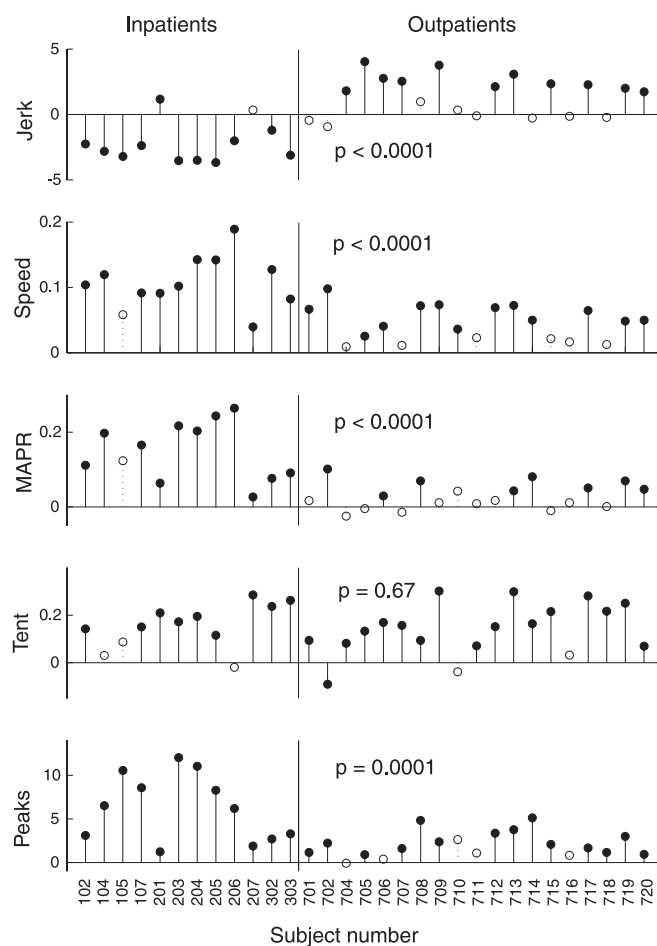 Inpatients
Outpatients
5
0
-5
Jerk
p < 0.0001
0.2
0.1
0
Speed
p < 0.0001
0.2
0
MAPR
p < 0.0001
0.2
0
Tent
p = 0.67
10
5
0
Peaks
p = 0.0001
102 104 105 107 201 203 204 205 206 207 302 303 701 702 704 705 706 707 708 709 710 711 712 713 714 715 716 717 718 719 720
Subject number